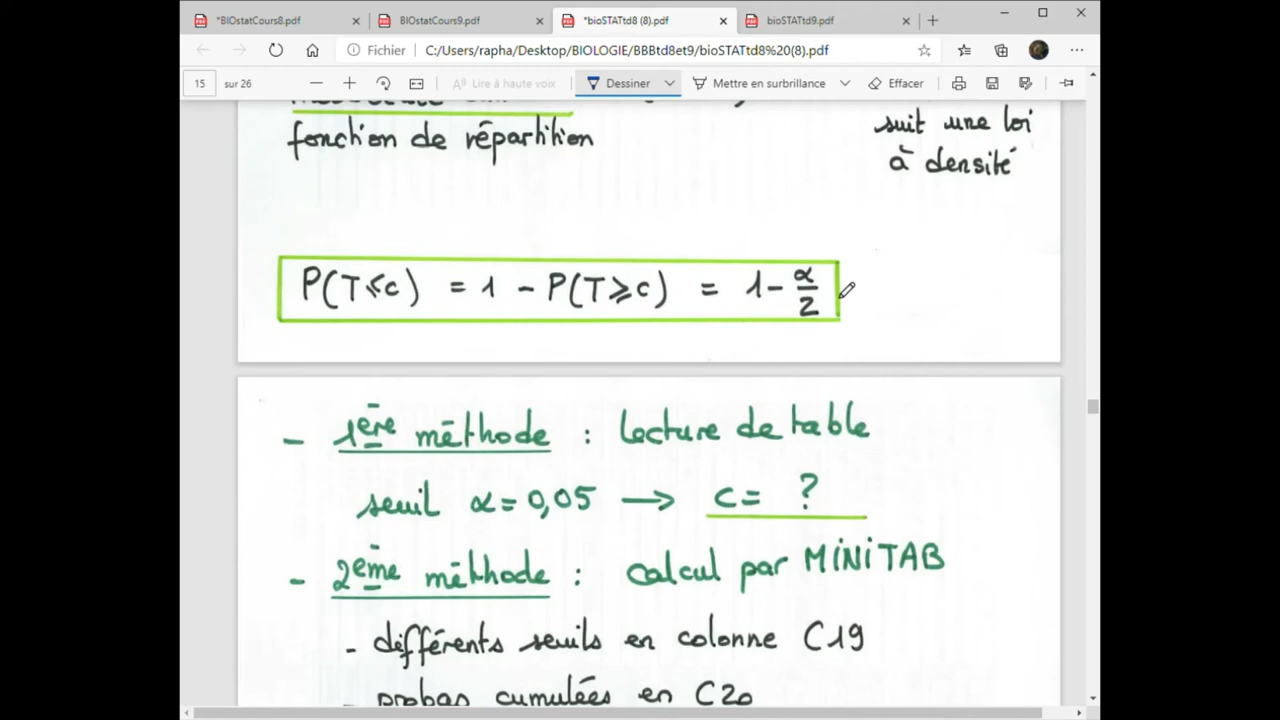 *BIOstatCours8.pdf
BIOstatCours9.pdf
*bioSTATtd8 (8).pdf
bioSTATtd9.pdf
Fichier C:/Users/rapha/Desktop/BIOLOGIE/BBBtd8et9/bioSTATtd8%20(8).pdf
15 sur 26 Lire à haute voix Dessiner Mettre en surbrillance Effacer
suit une loi
fonction de répartition
à densité
P(T⩽c) = 1 - P(T⩾c) = 1 - α/2
- 1ère méthode : lecture de table
seuil α = 0,05 → c = ?
- 2ème méthode : calcul par MINITAB
- différents seuils en colonne C19
- probas cumulées en C20